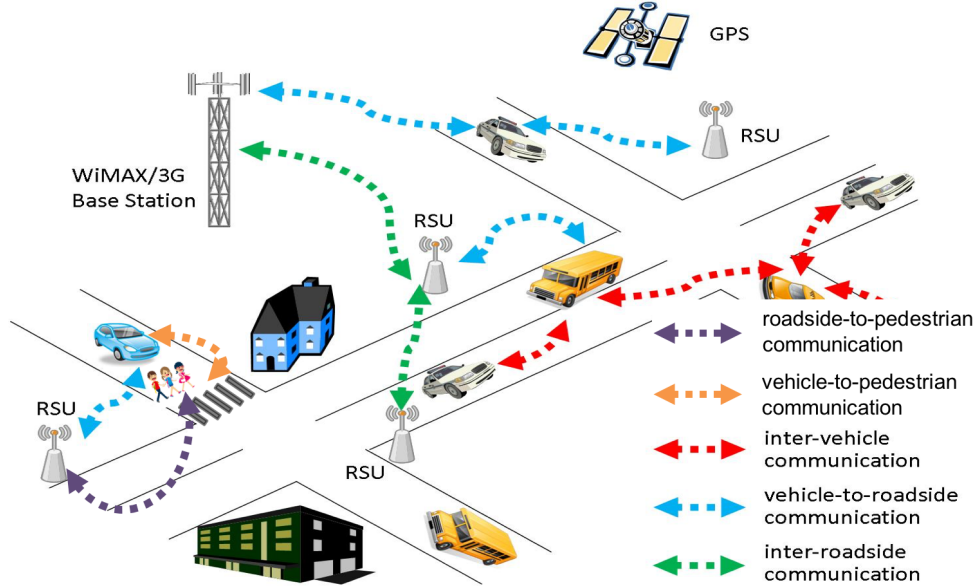 GPS
RSU
WiMAX/3G
Base Station
RSU
RSU
RSU
roadside-to-pedestrian
communication
vehicle-to-pedestrian
communication
inter-vehicle
communication
vehicle-to-roadside
communication
inter-roadside
communication